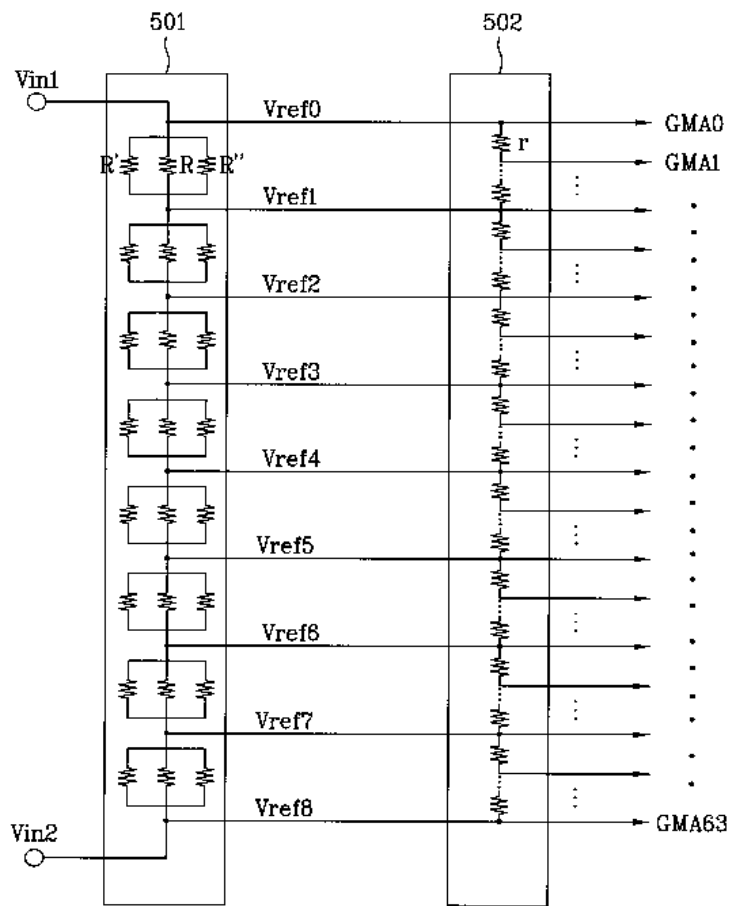 501 502
Vin1
Vref0 GMA0
R' R R'' r
GMA1
Vref1
Vref2
Vref3
Vref4
Vref5
Vref6
Vref7
Vref8 GMA63
Vin2